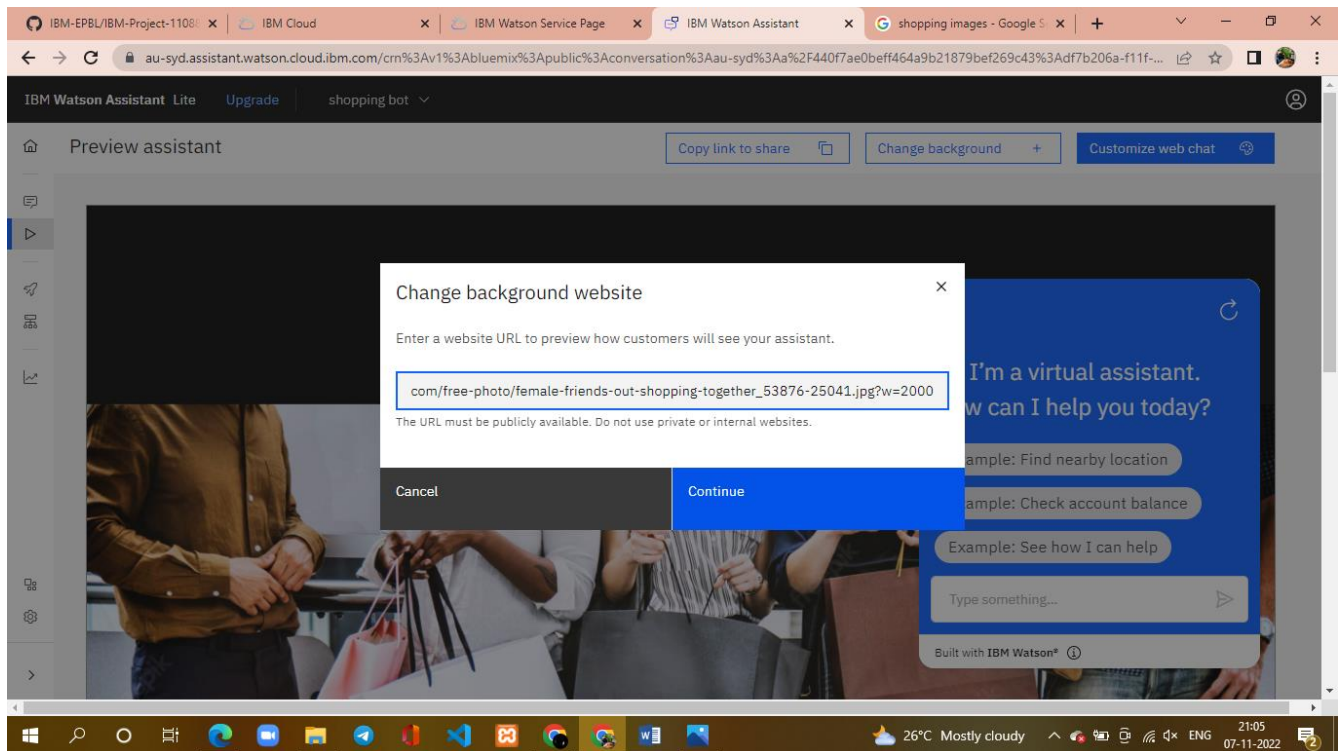 IBM-EPBL/IBM-Project-1108
IBM Cloud
IBM Watson Service Page
IBM Watson Assistant
shopping images - Google S
au-syd.assistant.watson.cloud.ibm.com/crn%3Av1%3Abluemix%3Apublic%3Aconversation%3Aau-syd%3Aa%2F440f7ae0beff464a9b21879bef269c43%3Adf7b206a-f11f-...
IBM Watson Assistant Lite Upgrade shopping bot
Preview assistant
Copy link to share
Change background +
Customize web chat
Change background website
Enter a website URL to preview how customers will see your assistant.
com/free-photo/female-friends-out-shopping-together_53876-25041.jpg?w=2000
The URL must be publicly available. Do not use private or internal websites.
Cancel
Continue
I'm a virtual assistant.
w can I help you today?
ample: Find nearby location
ample: Check account balance
Example: See how I can help
Type something...
Built with IBM Watson®
26°C Mostly cloudy
ENG
21:05
07-11-2022
2